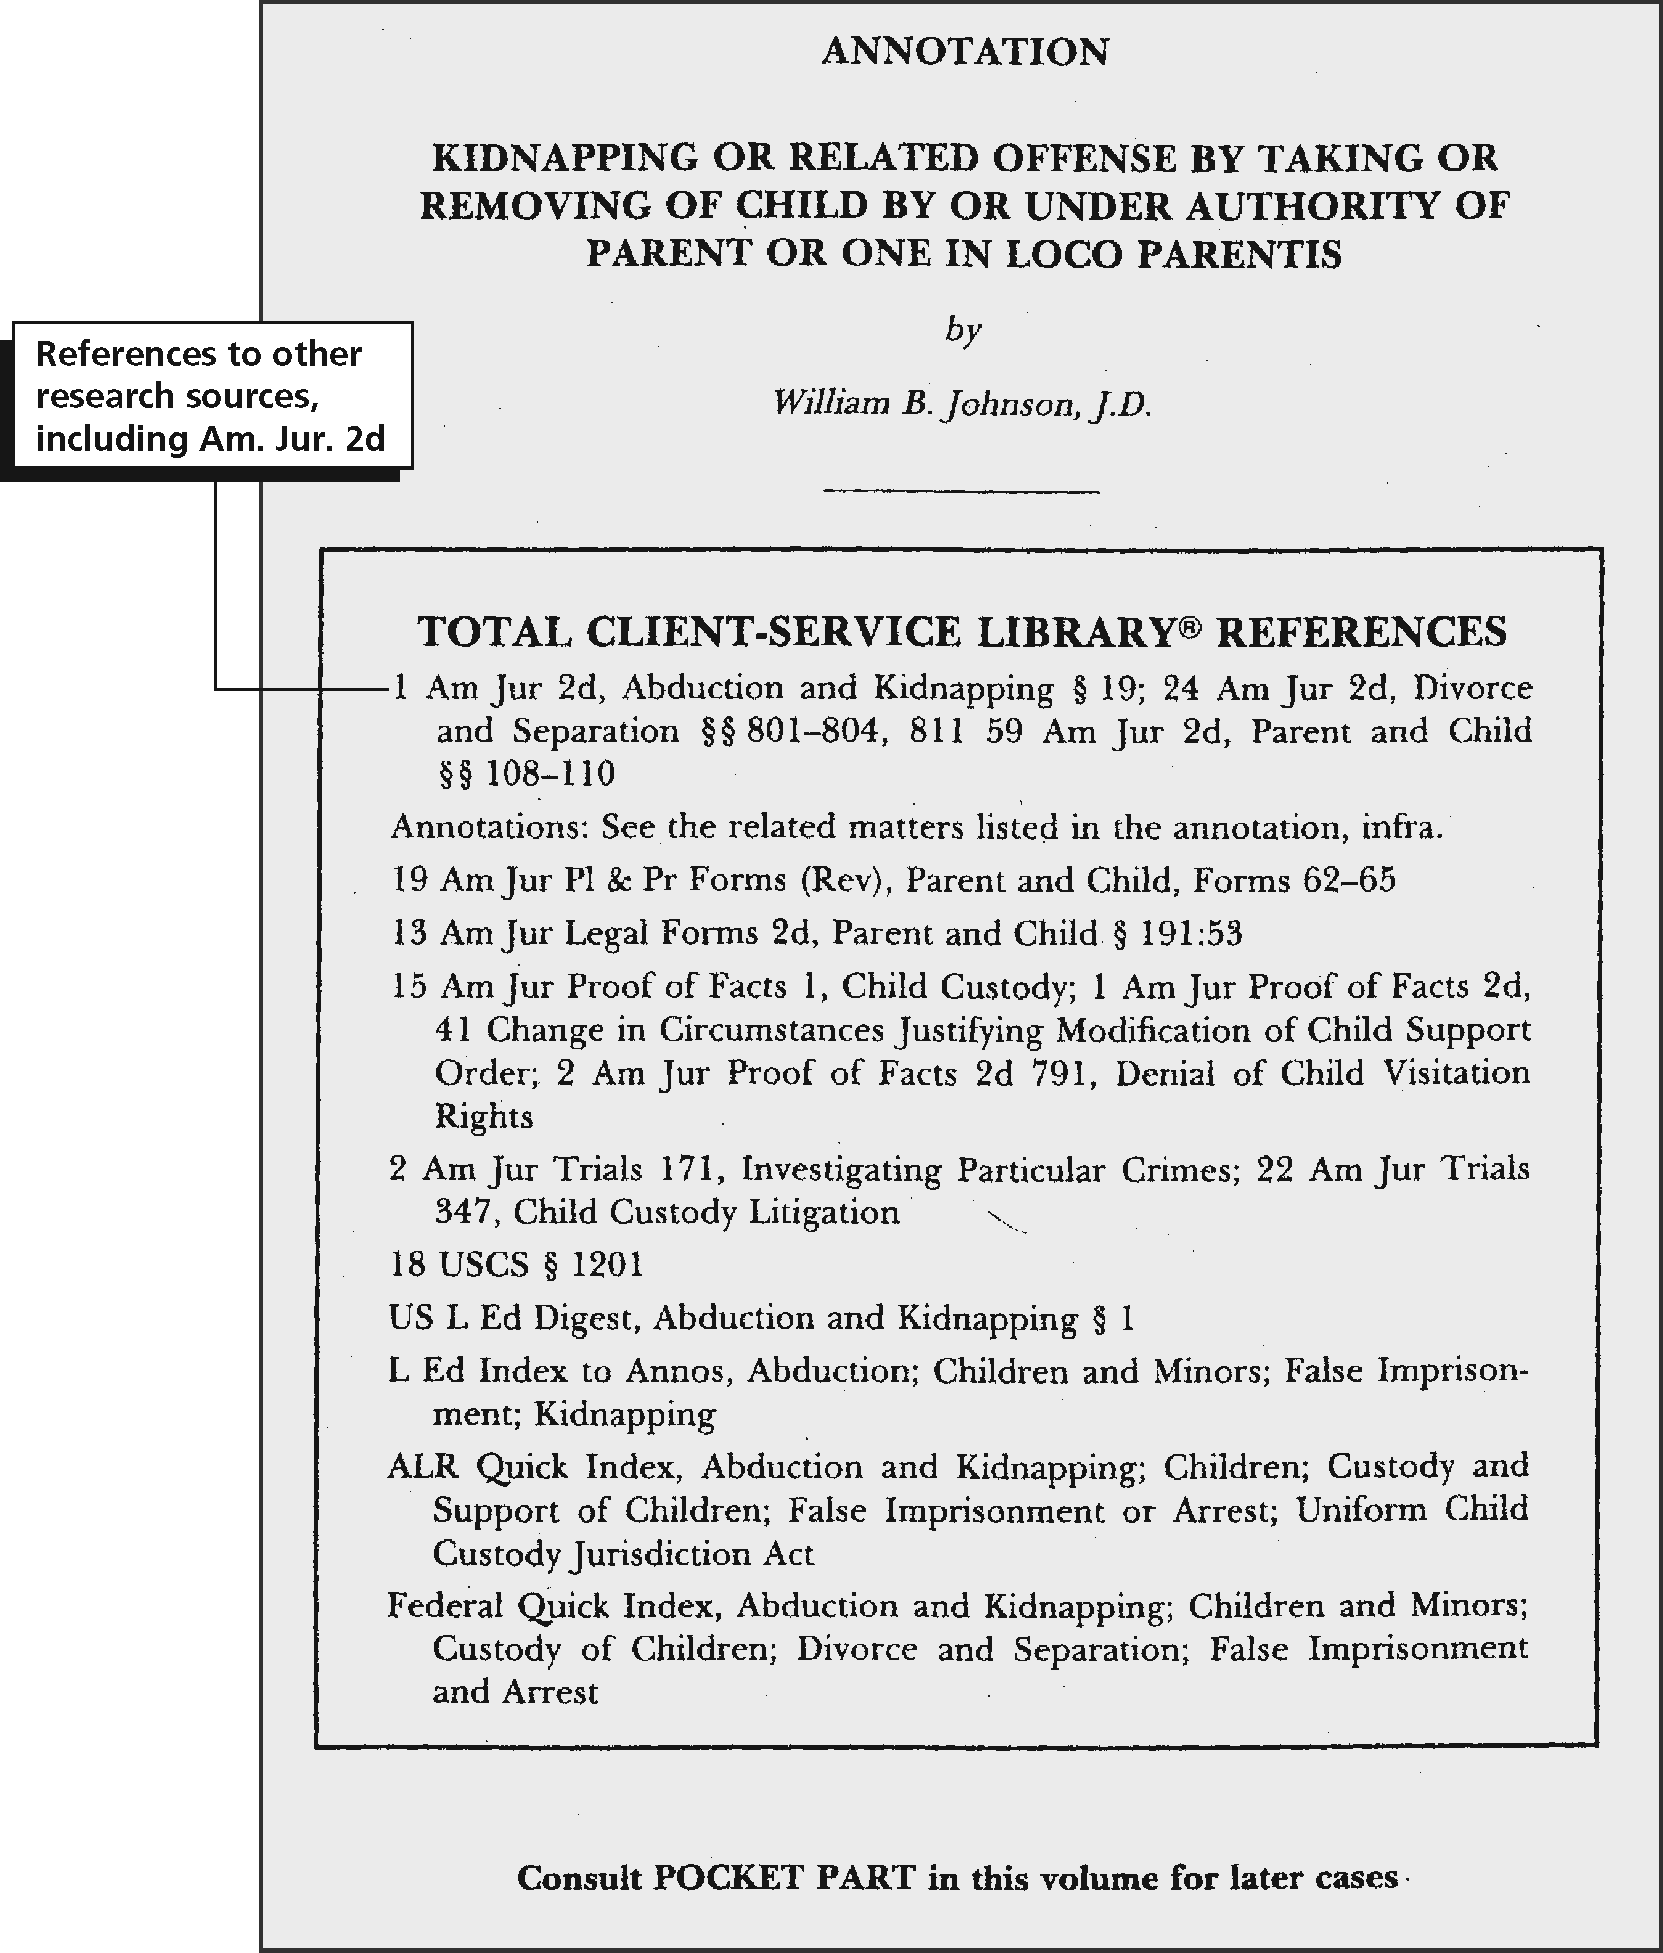 ANNOTATION
KIDNAPPING OR RELATED OFFENSE BY TAKING OR
REMOVING OF CHILD BY OR UNDER AUTHORITY OF
PARENT OR ONE IN LOCO PARENTIS
by
William B. Johnson, J.D.
References to other
research sources,
including Am. Jur. 2d
TOTAL CLIENT-SERVICE LIBRARY® REFERENCES
1 Am Jur 2d, Abduction and Kidnapping § 19; 24 Am Jur 2d, Divorce
and Separation §§ 801–804, 811 59 Am Jur 2d, Parent and Child
§§ 108–110
Annotations: See the related matters listed in the annotation, infra.
19 Am Jur Pl & Pr Forms (Rev), Parent and Child, Forms 62–65
13 Am Jur Legal Forms 2d, Parent and Child § 191:53
15 Am Jur Proof of Facts 1, Child Custody; 1 Am Jur Proof of Facts 2d,
41 Change in Circumstances Justifying Modification of Child Support
Order; 2 Am Jur Proof of Facts 2d 791, Denial of Child Visitation
Rights
2 Am Jur Trials 171, Investigating Particular Crimes; 22 Am Jur Trials
347, Child Custody Litigation
18 USCS § 1201
US L Ed Digest, Abduction and Kidnapping § 1
L Ed Index to Annos, Abduction; Children and Minors; False Imprison-
ment; Kidnapping
ALR Quick Index, Abduction and Kidnapping; Children; Custody and
Support of Children; False Imprisonment or Arrest; Uniform Child
Custody Jurisdiction Act
Federal Quick Index, Abduction and Kidnapping; Children and Minors;
Custody of Children; Divorce and Separation; False Imprisonment
and Arrest
Consult POCKET PART in this volume for later cases